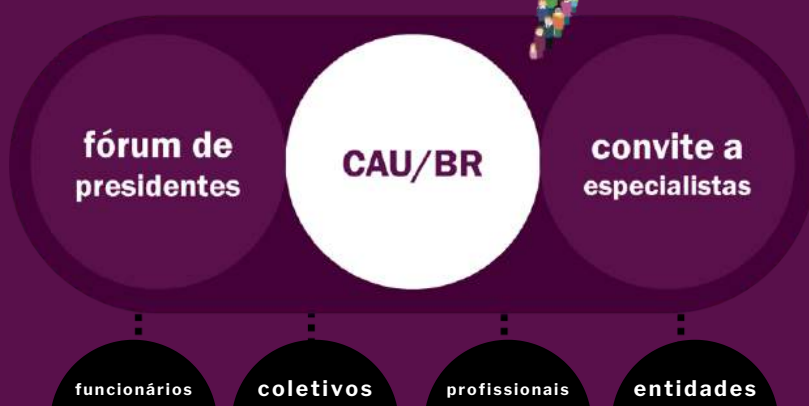 fórum de
presidentes
CAU/BR
convite a
especialistas
funcionários
coletivos
profissionais
entidades